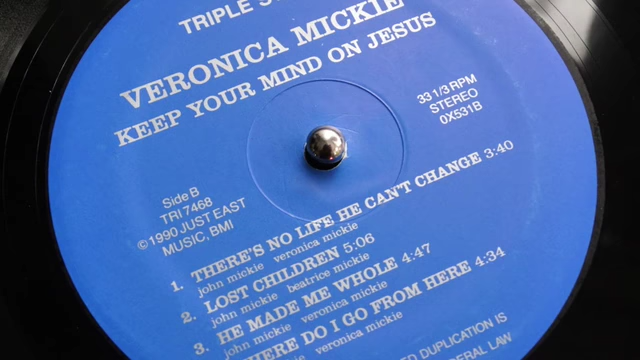 TRIPLE
VERONICA MICKIE
KEEP YOUR MIND ON JESUS
33 1/3 RPM
STEREO
0X531B
Side B
TRI 7468
© 1990 JUST EAST
MUSIC, BMI
1. THERE'S NO LIFE HE CAN'T CHANGE 3:40
john mickie veronica mickie
2. LOST CHILDREN 5:06
john mickie beatrice mickie
3. HE MADE ME WHOLE 4:47
john mickie veronica mickie
HERE DO I GO FROM HERE 4:34
mickie veronica mickie
DUPLICATION IS
LAW